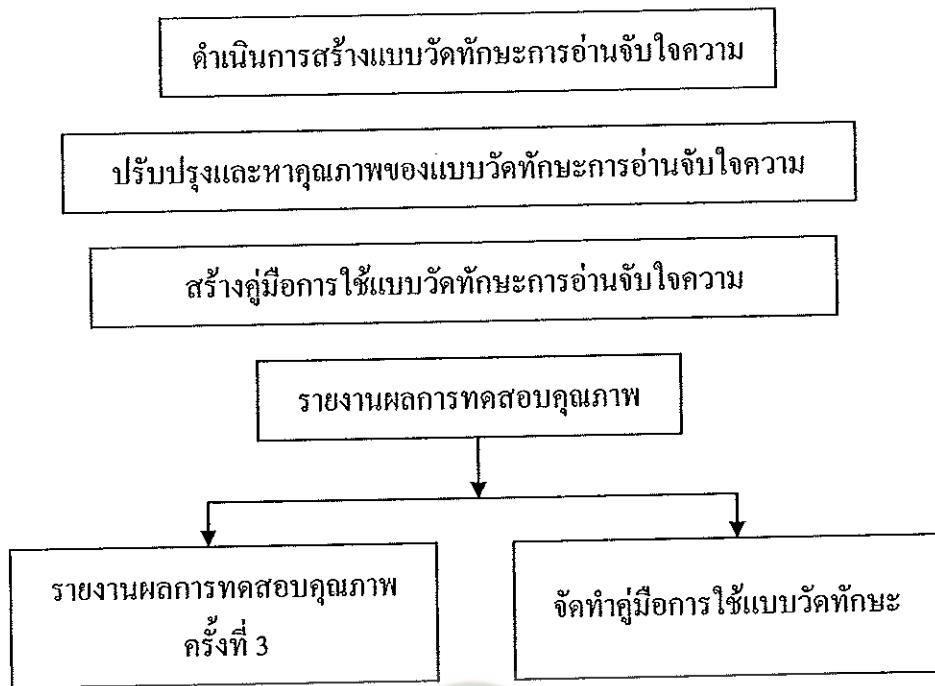 ดำเนินการสร้างแบบวัดทักษะการอ่านจับใจความ
ปรับปรุงและหาคุณภาพของแบบวัดทักษะการอ่านจับใจความ
สร้างคู่มือการใช้แบบวัดทักษะการอ่านจับใจความ
รายงานผลการทดสอบคุณภาพ
รายงานผลการทดสอบคุณภาพ
ครั้งที่ 3
จัดทำคู่มือการใช้แบบวัดทักษะ